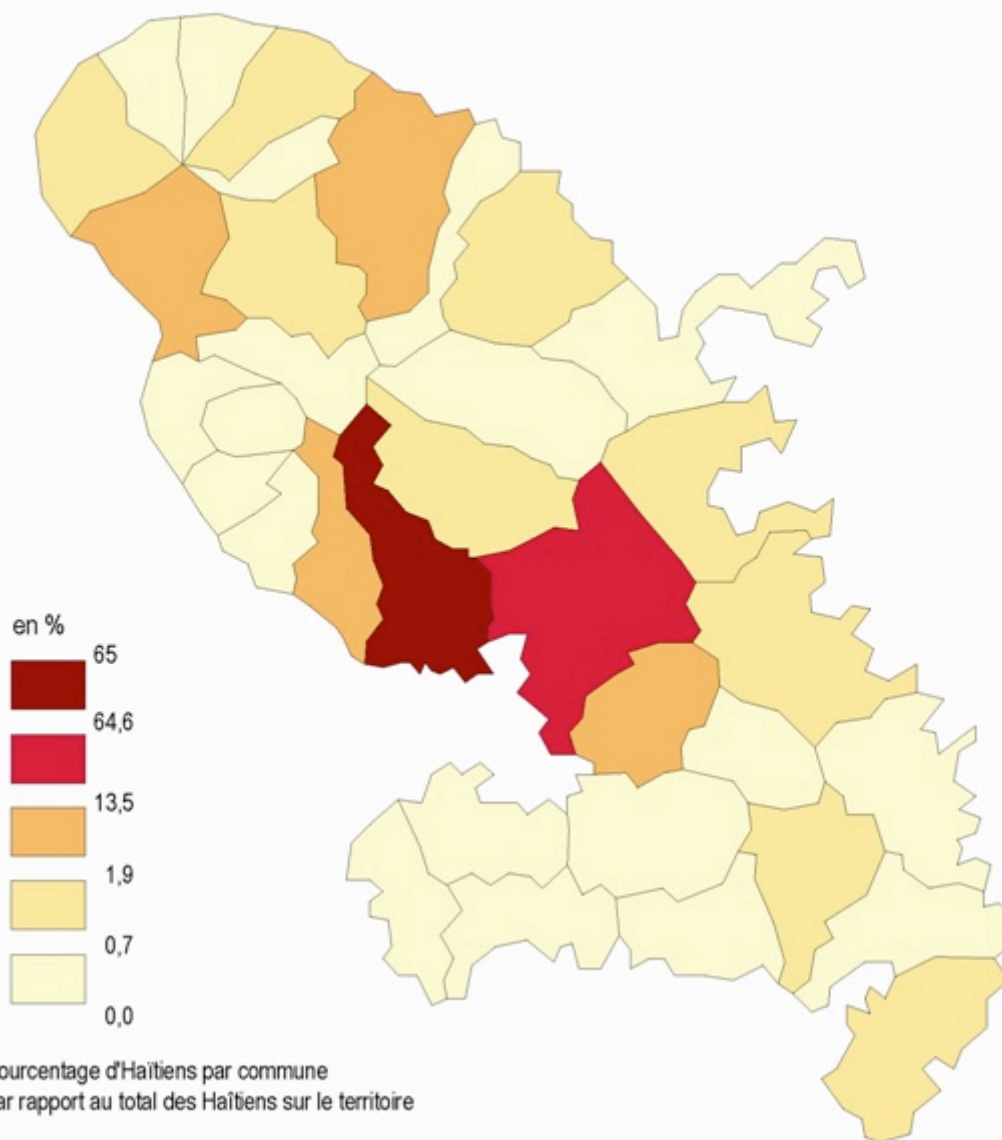 en %
65
64,6
13,5
1,9
0,7
0,0
ourcentage d'Haïtiens par commune
ar rapport au total des Haîtiens sur le territoire